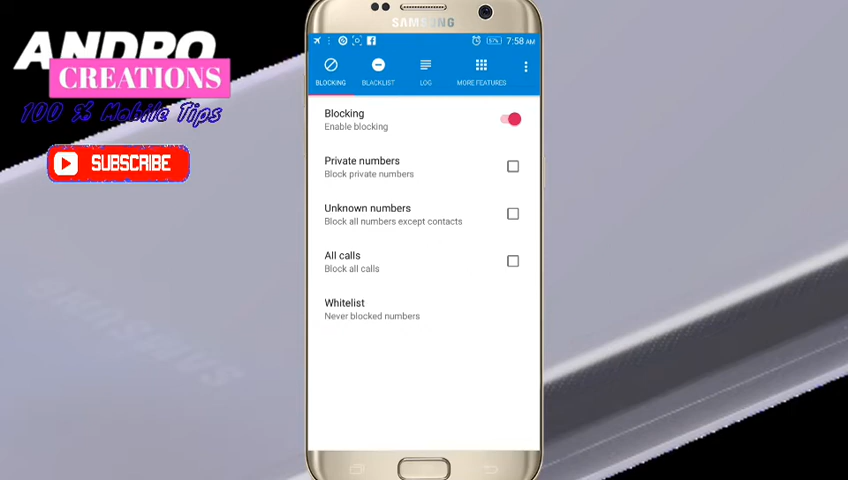 ANDRO
CREATIONS
100 % Mobile Tips
SUBSCRIBE
SAMSUNG
57%
7:58 AM
BLOCKING
BLACKLIST
LOG
MORE FEATURES
Blocking
Enable blocking
Private numbers
Block private numbers
Unknown numbers
Block all numbers except contacts
All calls
Block all calls
Whitelist
Never blocked numbers
SAMSUNG